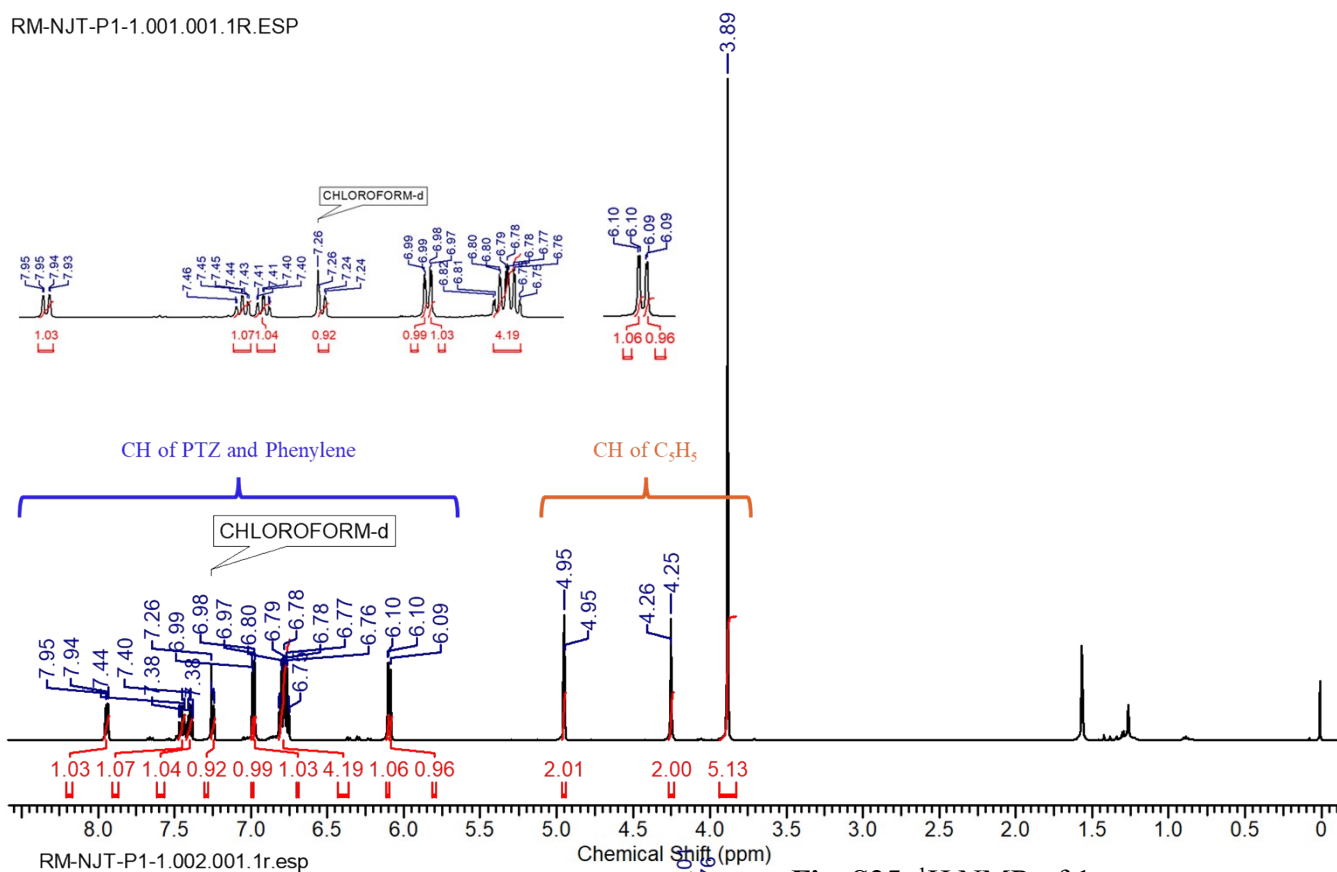 RM-NJT-P1-1.001.001.1R.ESP
3.89
CHLOROFORM-d
7.95 7.95 7.94 7.93 7.46 7.45 7.45 7.44 7.43 7.41 7.41 7.40 7.40 7.26 7.26 7.24 7.24 6.99 6.99 6.98 6.97 6.82 6.81 6.80 6.80 6.79 6.78 6.78 6.77 6.76 6.75 6.10 6.10 6.09 6.09
1.03 1.07 1.04 0.92 0.99 1.03 4.19 1.06 0.96
CH of PTZ and Phenylene CH of C₅H₅
CHLOROFORM-d
7.95 7.94 7.44 7.38 7.40 7.38 7.26 6.99 6.98 6.97 6.80 6.79 6.78 6.78 6.77 6.76 6.10 6.10 6.09 4.95 4.95 4.26 4.25
1.03 1.07 1.04 0.92 0.99 1.03 4.19 1.06 0.96 2.01 2.00 5.13
8.0 7.5 7.0 6.5 6.0 5.5 5.0 4.5 4.0 3.5 3.0 2.5 2.0 1.5 1.0 0.5 0
Chemical Shift (ppm)
RM-NJT-P1-1.002.001.1r.esp